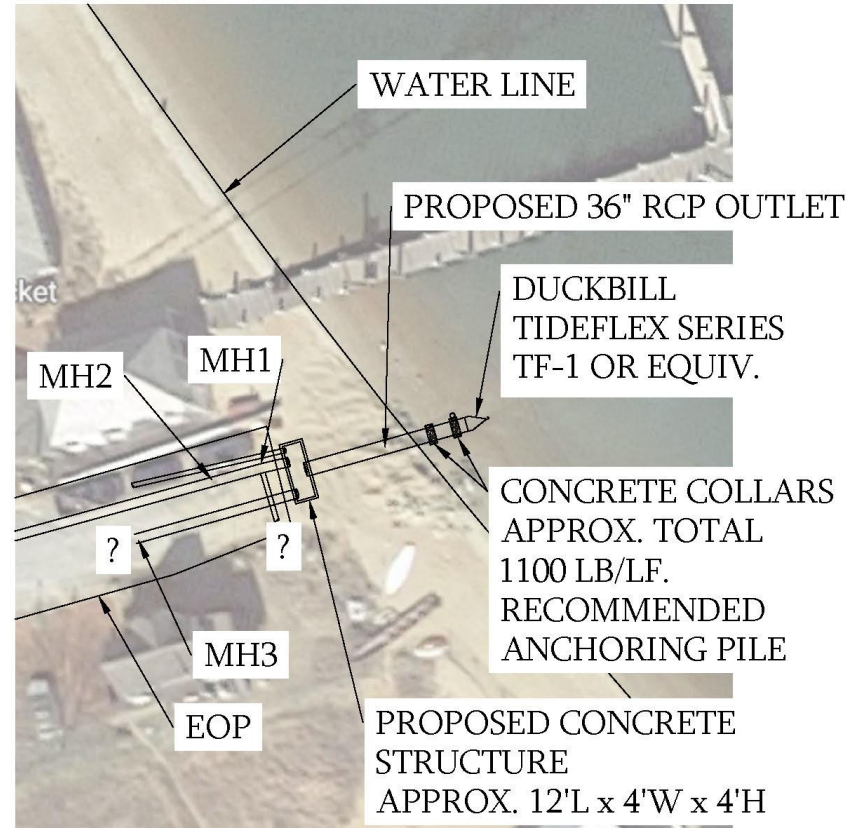 WATER LINE
PROPOSED 36" RCP OUTLET
DUCKBILL
TIDEFLEX SERIES
TF-1 OR EQUIV.
ket
MH1
MH2
CONCRETE COLLARS
APPROX. TOTAL
1100 LB/LF.
RECOMMENDED
ANCHORING PILE
?
?
MH3
EOP
PROPOSED CONCRETE
STRUCTURE
APPROX. 12'L x 4'W x 4'H